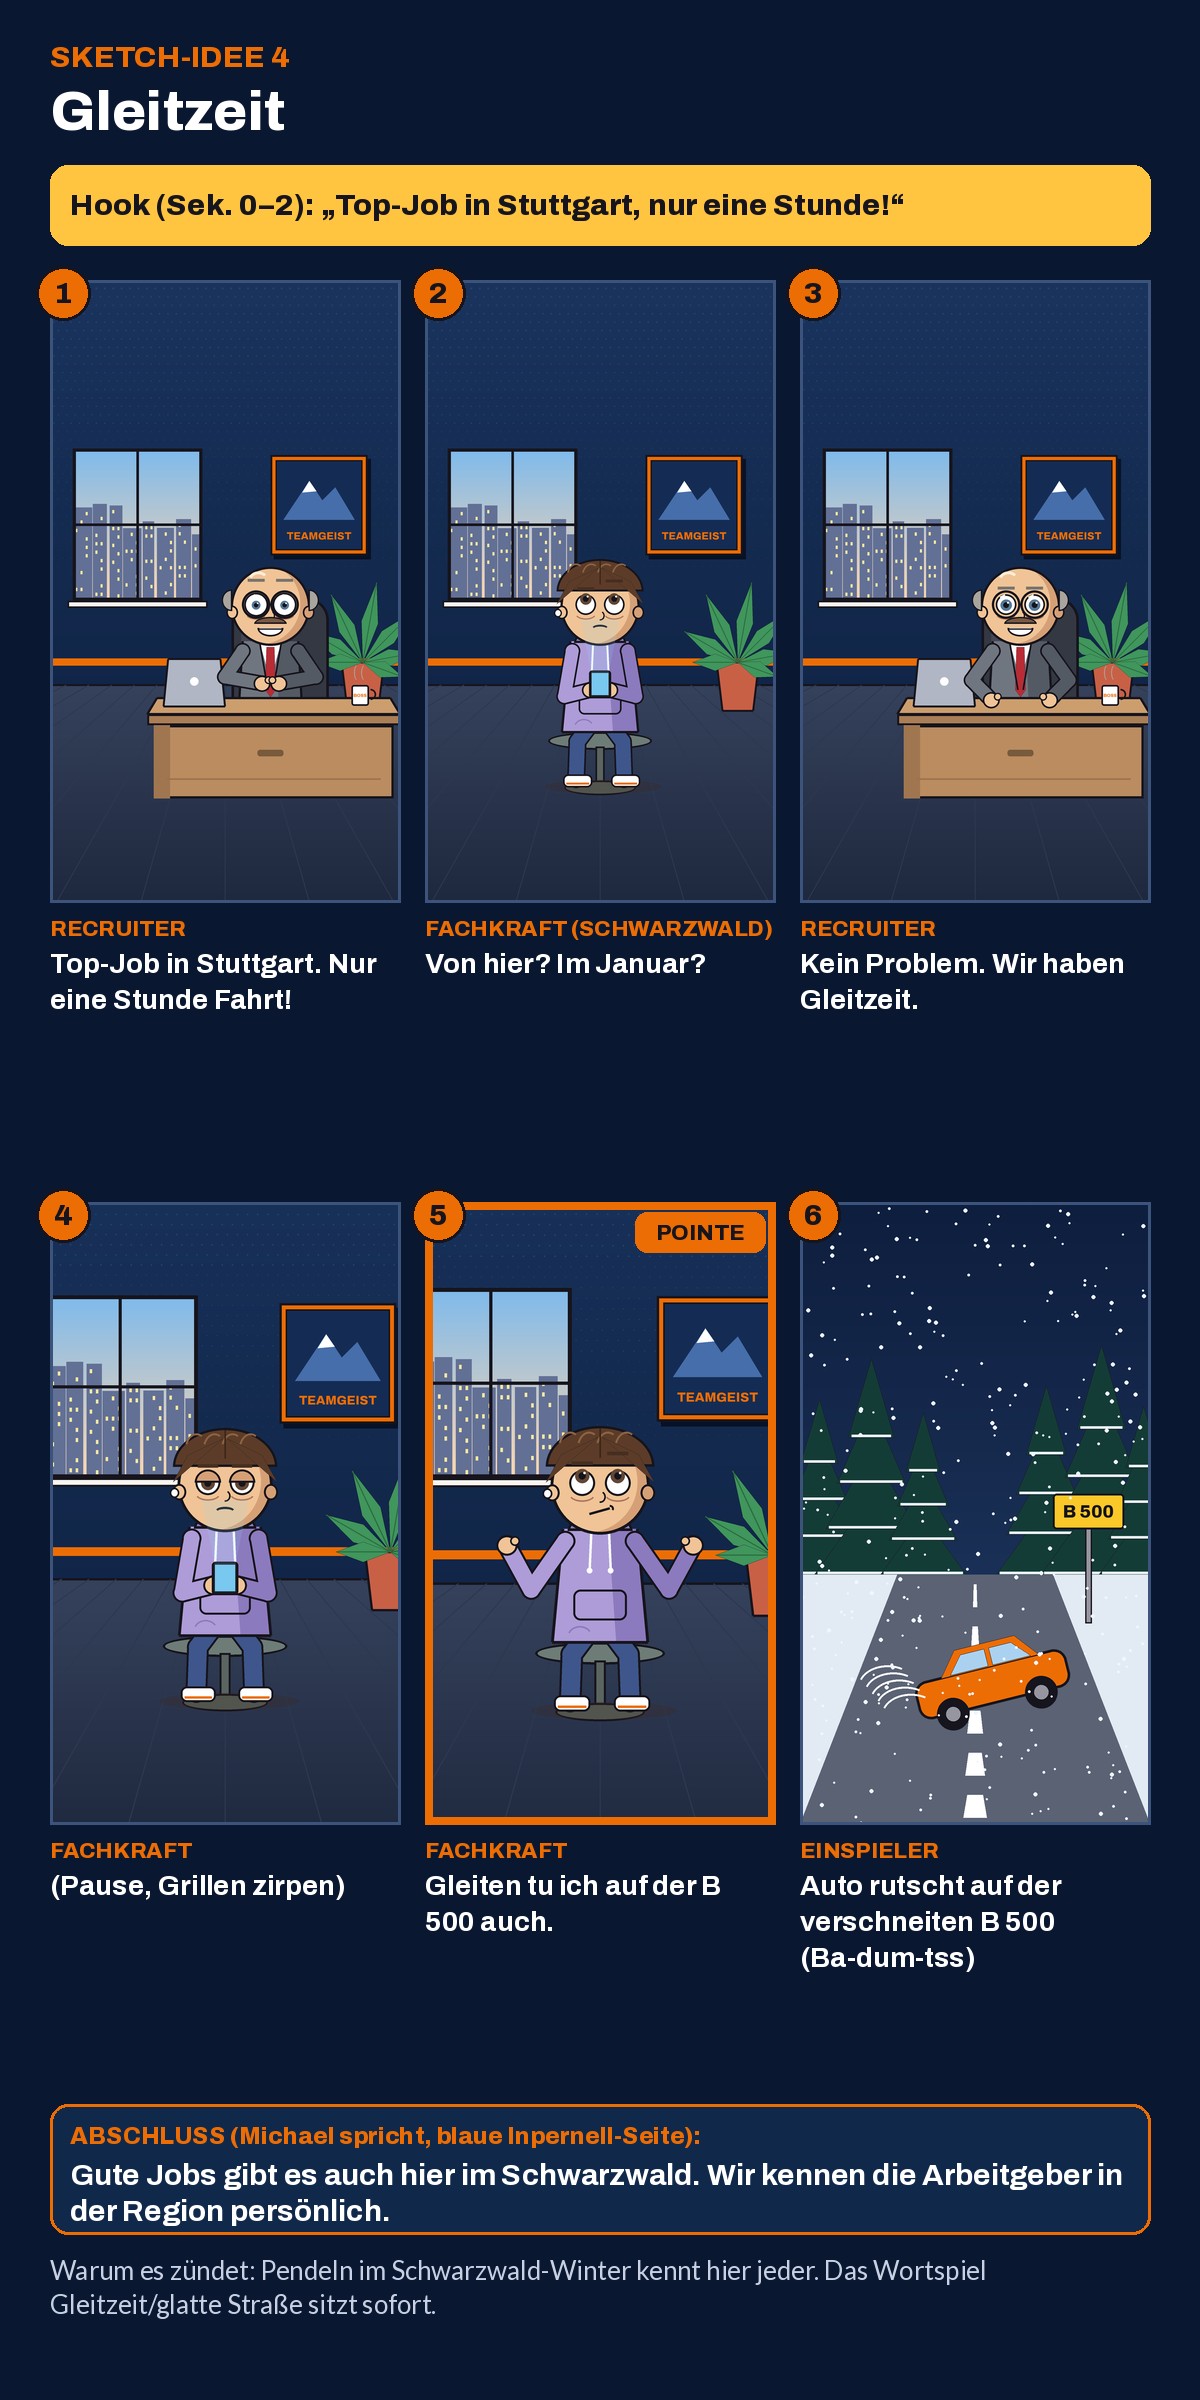 SKETCH-IDEE 4
Gleitzeit
Hook (Sek. 0–2): „Top-Job in Stuttgart, nur eine Stunde!“
1
2
3
TEAMGEIST
TEAMGEIST
TEAMGEIST
BOSS
BOSS
RECRUITER
Top-Job in Stuttgart. Nur
eine Stunde Fahrt!
FACHKRAFT (SCHWARZWALD)
Von hier? Im Januar?
RECRUITER
Kein Problem. Wir haben
Gleitzeit.
4
5
POINTE
6
TEAMGEIST
TEAMGEIST
B 500
FACHKRAFT
(Pause, Grillen zirpen)
FACHKRAFT
Gleiten tu ich auf der B
500 auch.
EINSPIELER
Auto rutscht auf der
verschneiten B 500
(Ba-dum-tss)
ABSCHLUSS (Michael spricht, blaue Inpernell-Seite):
Gute Jobs gibt es auch hier im Schwarzwald. Wir kennen die Arbeitgeber in
der Region persönlich.
Warum es zündet: Pendeln im Schwarzwald-Winter kennt hier jeder. Das Wortspiel
Gleitzeit/glatte Straße sitzt sofort.